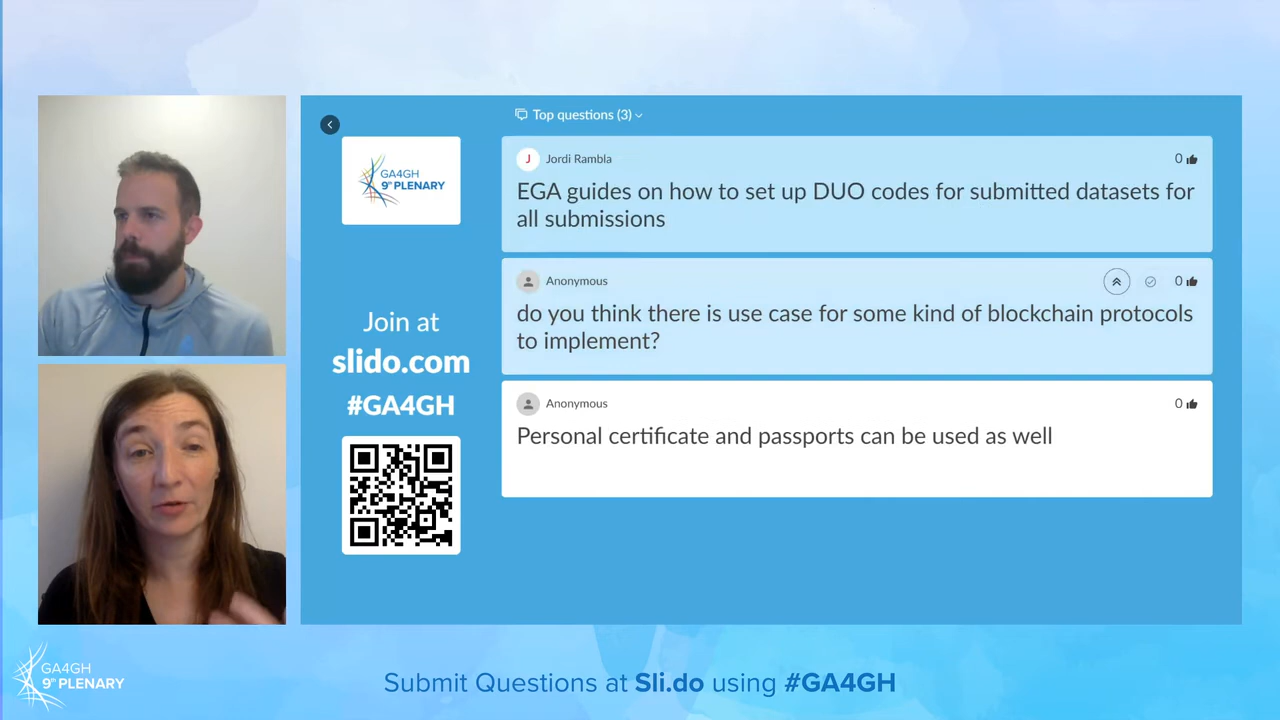 Top questions (3)
GA4GH
9th PLENARY
J Jordi Rambla
0
EGA guides on how to set up DUO codes for submitted datasets for
all submissions
Anonymous
0
do you think there is use case for some kind of blockchain protocols
to implement?
Join at
slido.com
#GA4GH
Anonymous
0
Personal certificate and passports can be used as well
GA4GH
9th PLENARY
Submit Questions at Sli.do using #GA4GH